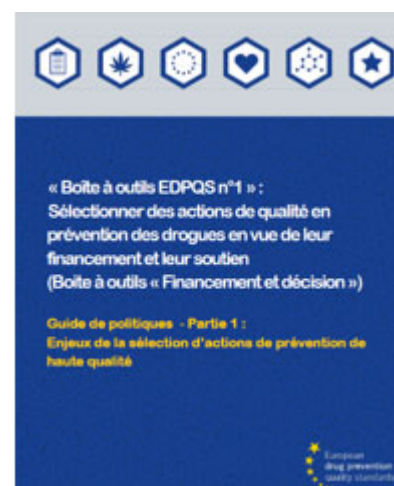 « Boîte à outils EDPQS n°1 » :
Sélectionner des actions de qualité en
prévention des drogues en vue de leur
financement et leur soutien
(Boite à outils « Financement et décision »)
Guide de politiques - Partie 1 :
Enjeux de la sélection d'actions de prévention de
haute qualité
European
drug prevention
quality standards